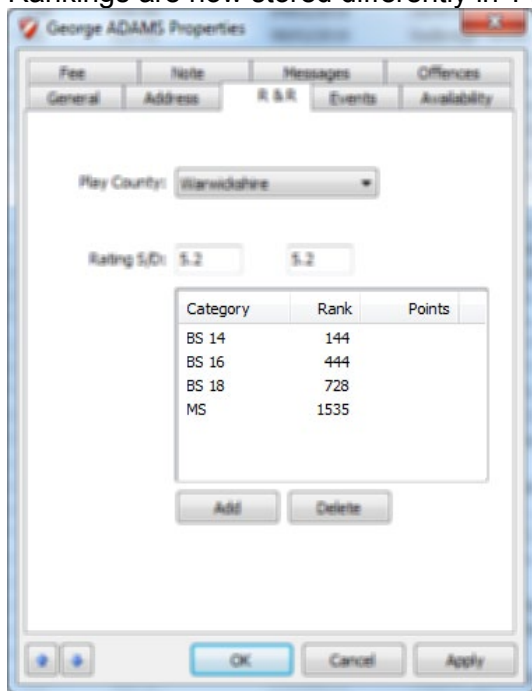 Rankings are now stored differently in T
George ADAMS Properties
Fee Note Messages Offences
General Address R & R Events Availability
Play County: Warwickshire
Rating S/D: 5.2 5.2
Category Rank Points
BS 14 144
BS 16 444
BS 18 728
MS 1535
Add Delete
OK Cancel Apply